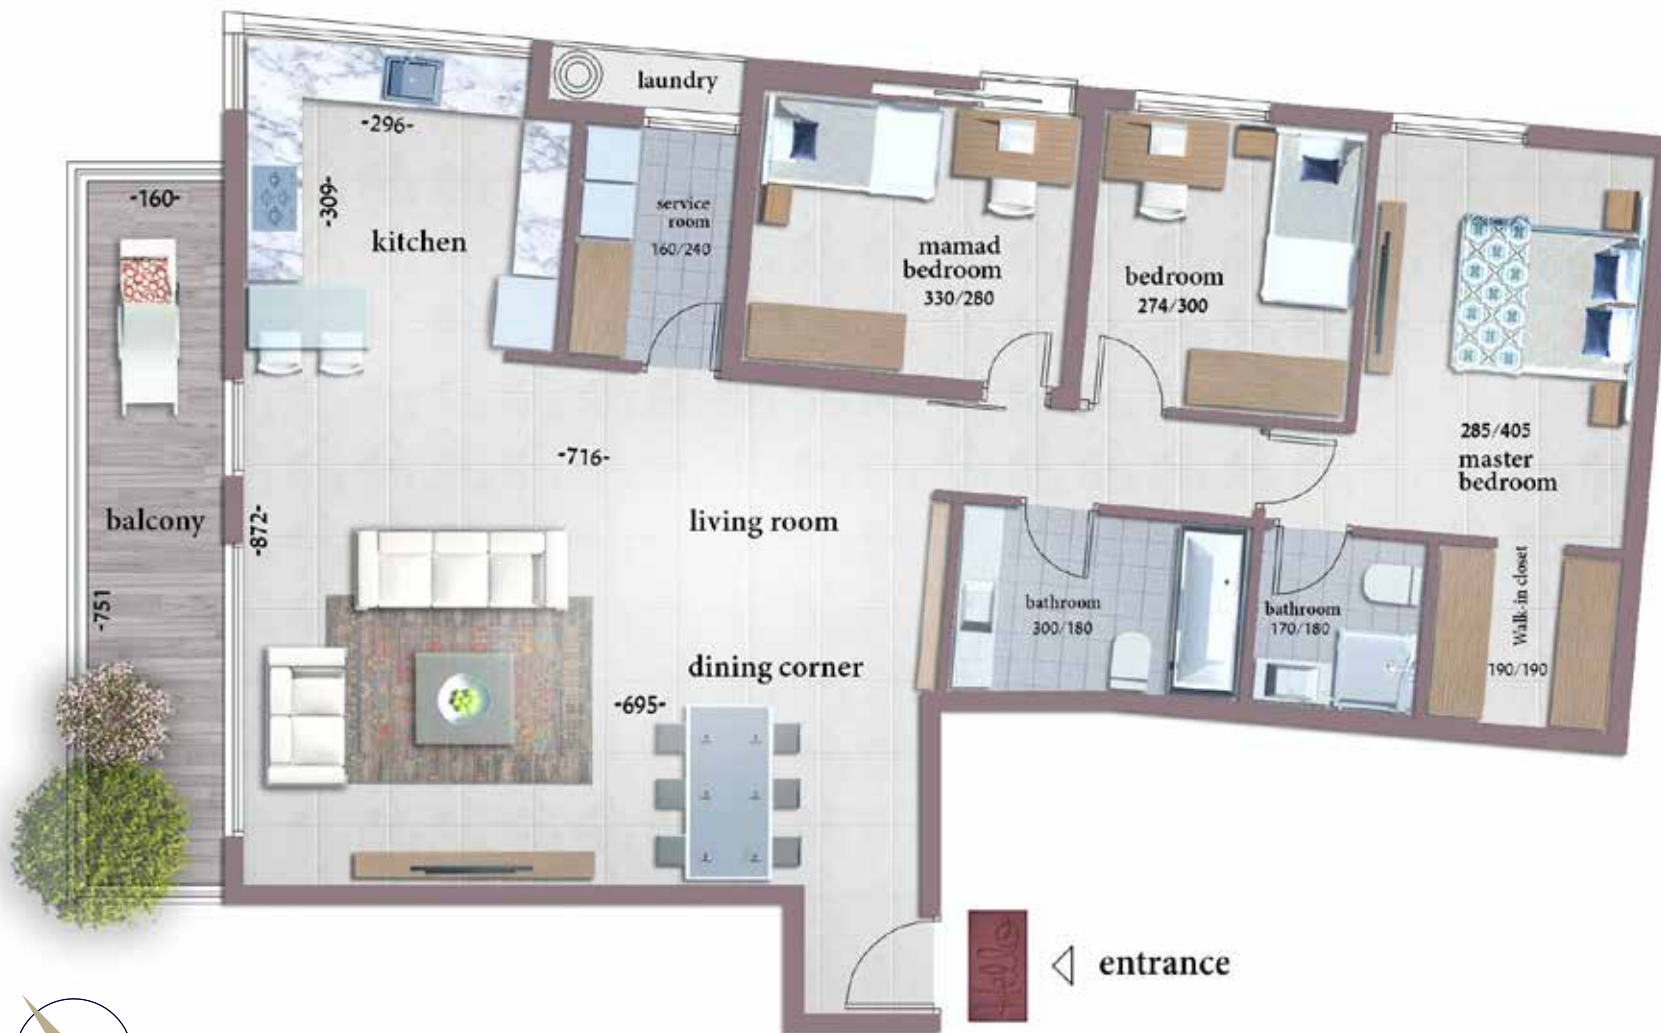 laundry
-296-
-160-
-309-
service
room
160/240
kitchen
mamad
bedroom
330/280
bedroom
274/300
285/405
master
bedroom
-716-
balcony
-872-
living room
-751
bathroom
300/180
bathroom
170/180
Walk-in closet
190/190
dining corner
-695-
Hello
entrance